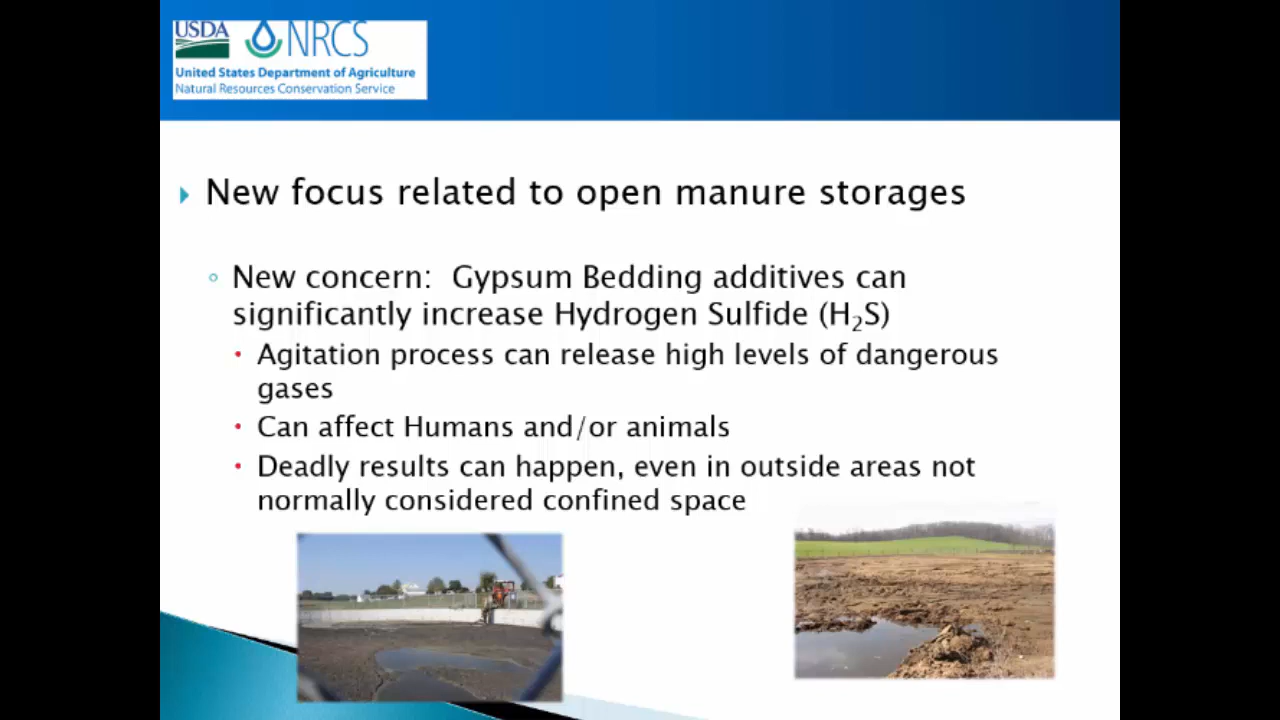 USDA NRCS
United States Department of Agriculture
Natural Resources Conservation Service
New focus related to open manure storages
New concern:  Gypsum Bedding additives can
significantly increase Hydrogen Sulfide (H₂S)
Agitation process can release high levels of dangerous
gases
Can affect Humans and/or animals
Deadly results can happen, even in outside areas not
normally considered confined space